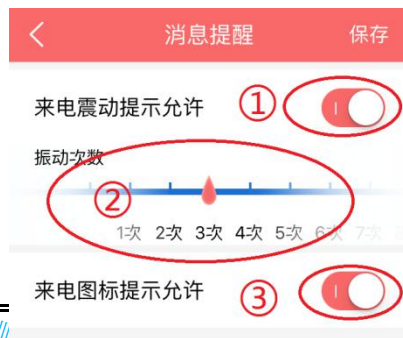 消息提醒 保存
来电震动提示允许 ①
振动次数
②
1次 2次 3次 4次 5次 6次 7次
来电图标提示允许 ③